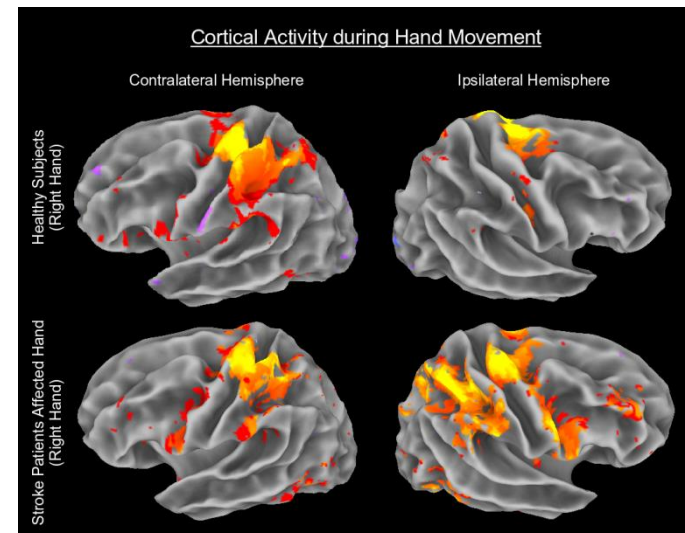 Cortical Activity during Hand Movement
Contralateral Hemisphere
Ipsilateral Hemisphere
Healthy Subjects
(Right Hand)
Stroke Patients Affected Hand
(Right Hand)